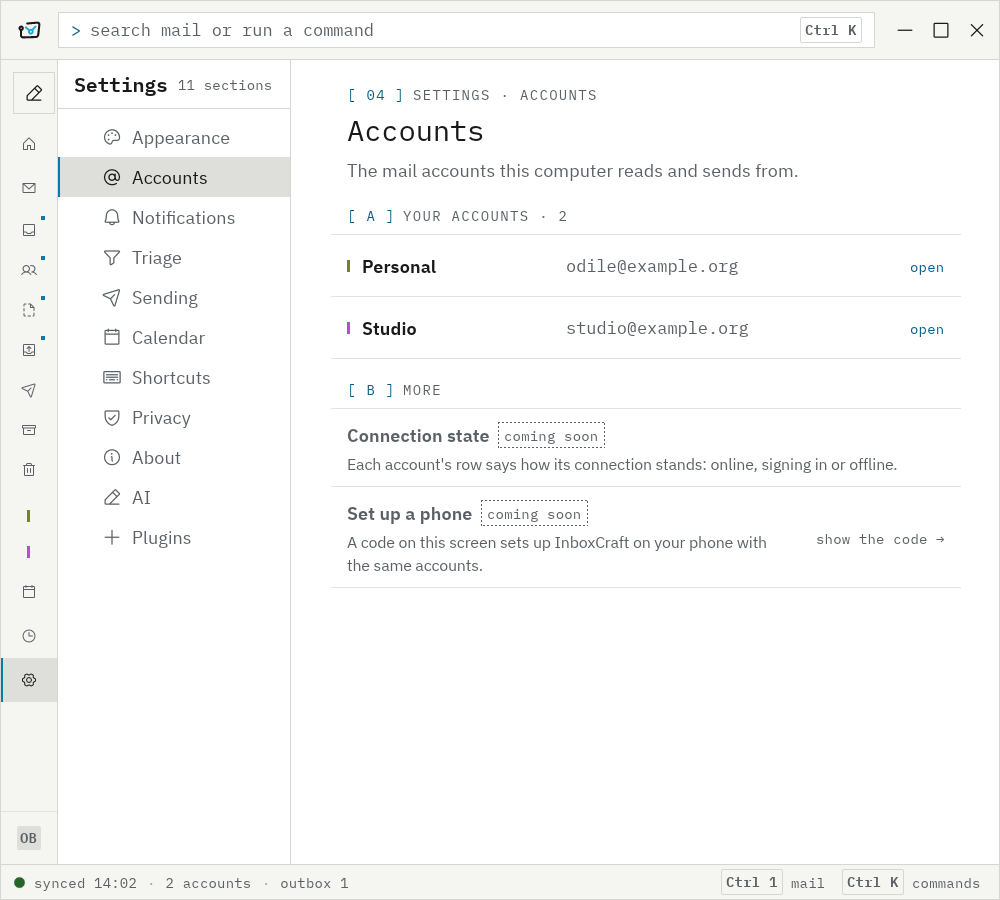 > search mail or run a command Ctrl K
Settings 11 sections
Appearance
Accounts
Notifications
Triage
Sending
Calendar
Shortcuts
Privacy
About
AI
Plugins
[ 04 ] SETTINGS · ACCOUNTS
Accounts
The mail accounts this computer reads and sends from.
[ A ] YOUR ACCOUNTS · 2
Personal odile@example.org open
Studio studio@example.org open
[ B ] MORE
Connection state coming soon
Each account's row says how its connection stands: online, signing in or offline.
Set up a phone coming soon
A code on this screen sets up InboxCraft on your phone with
the same accounts.
show the code →
OB
synced 14:02 · 2 accounts · outbox 1 Ctrl 1 mail Ctrl K commands